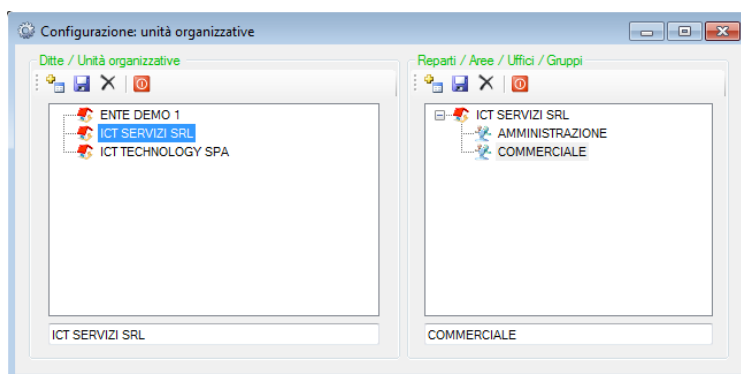 Configurazione: unità organizzative
Ditte / Unità organizzative
ENTE DEMO 1
ICT SERVIZI SRL
ICT TECHNOLOGY SPA
ICT SERVIZI SRL
Reparti / Aree / Uffici / Gruppi
ICT SERVIZI SRL
AMMINISTRAZIONE
COMMERCIALE
COMMERCIALE